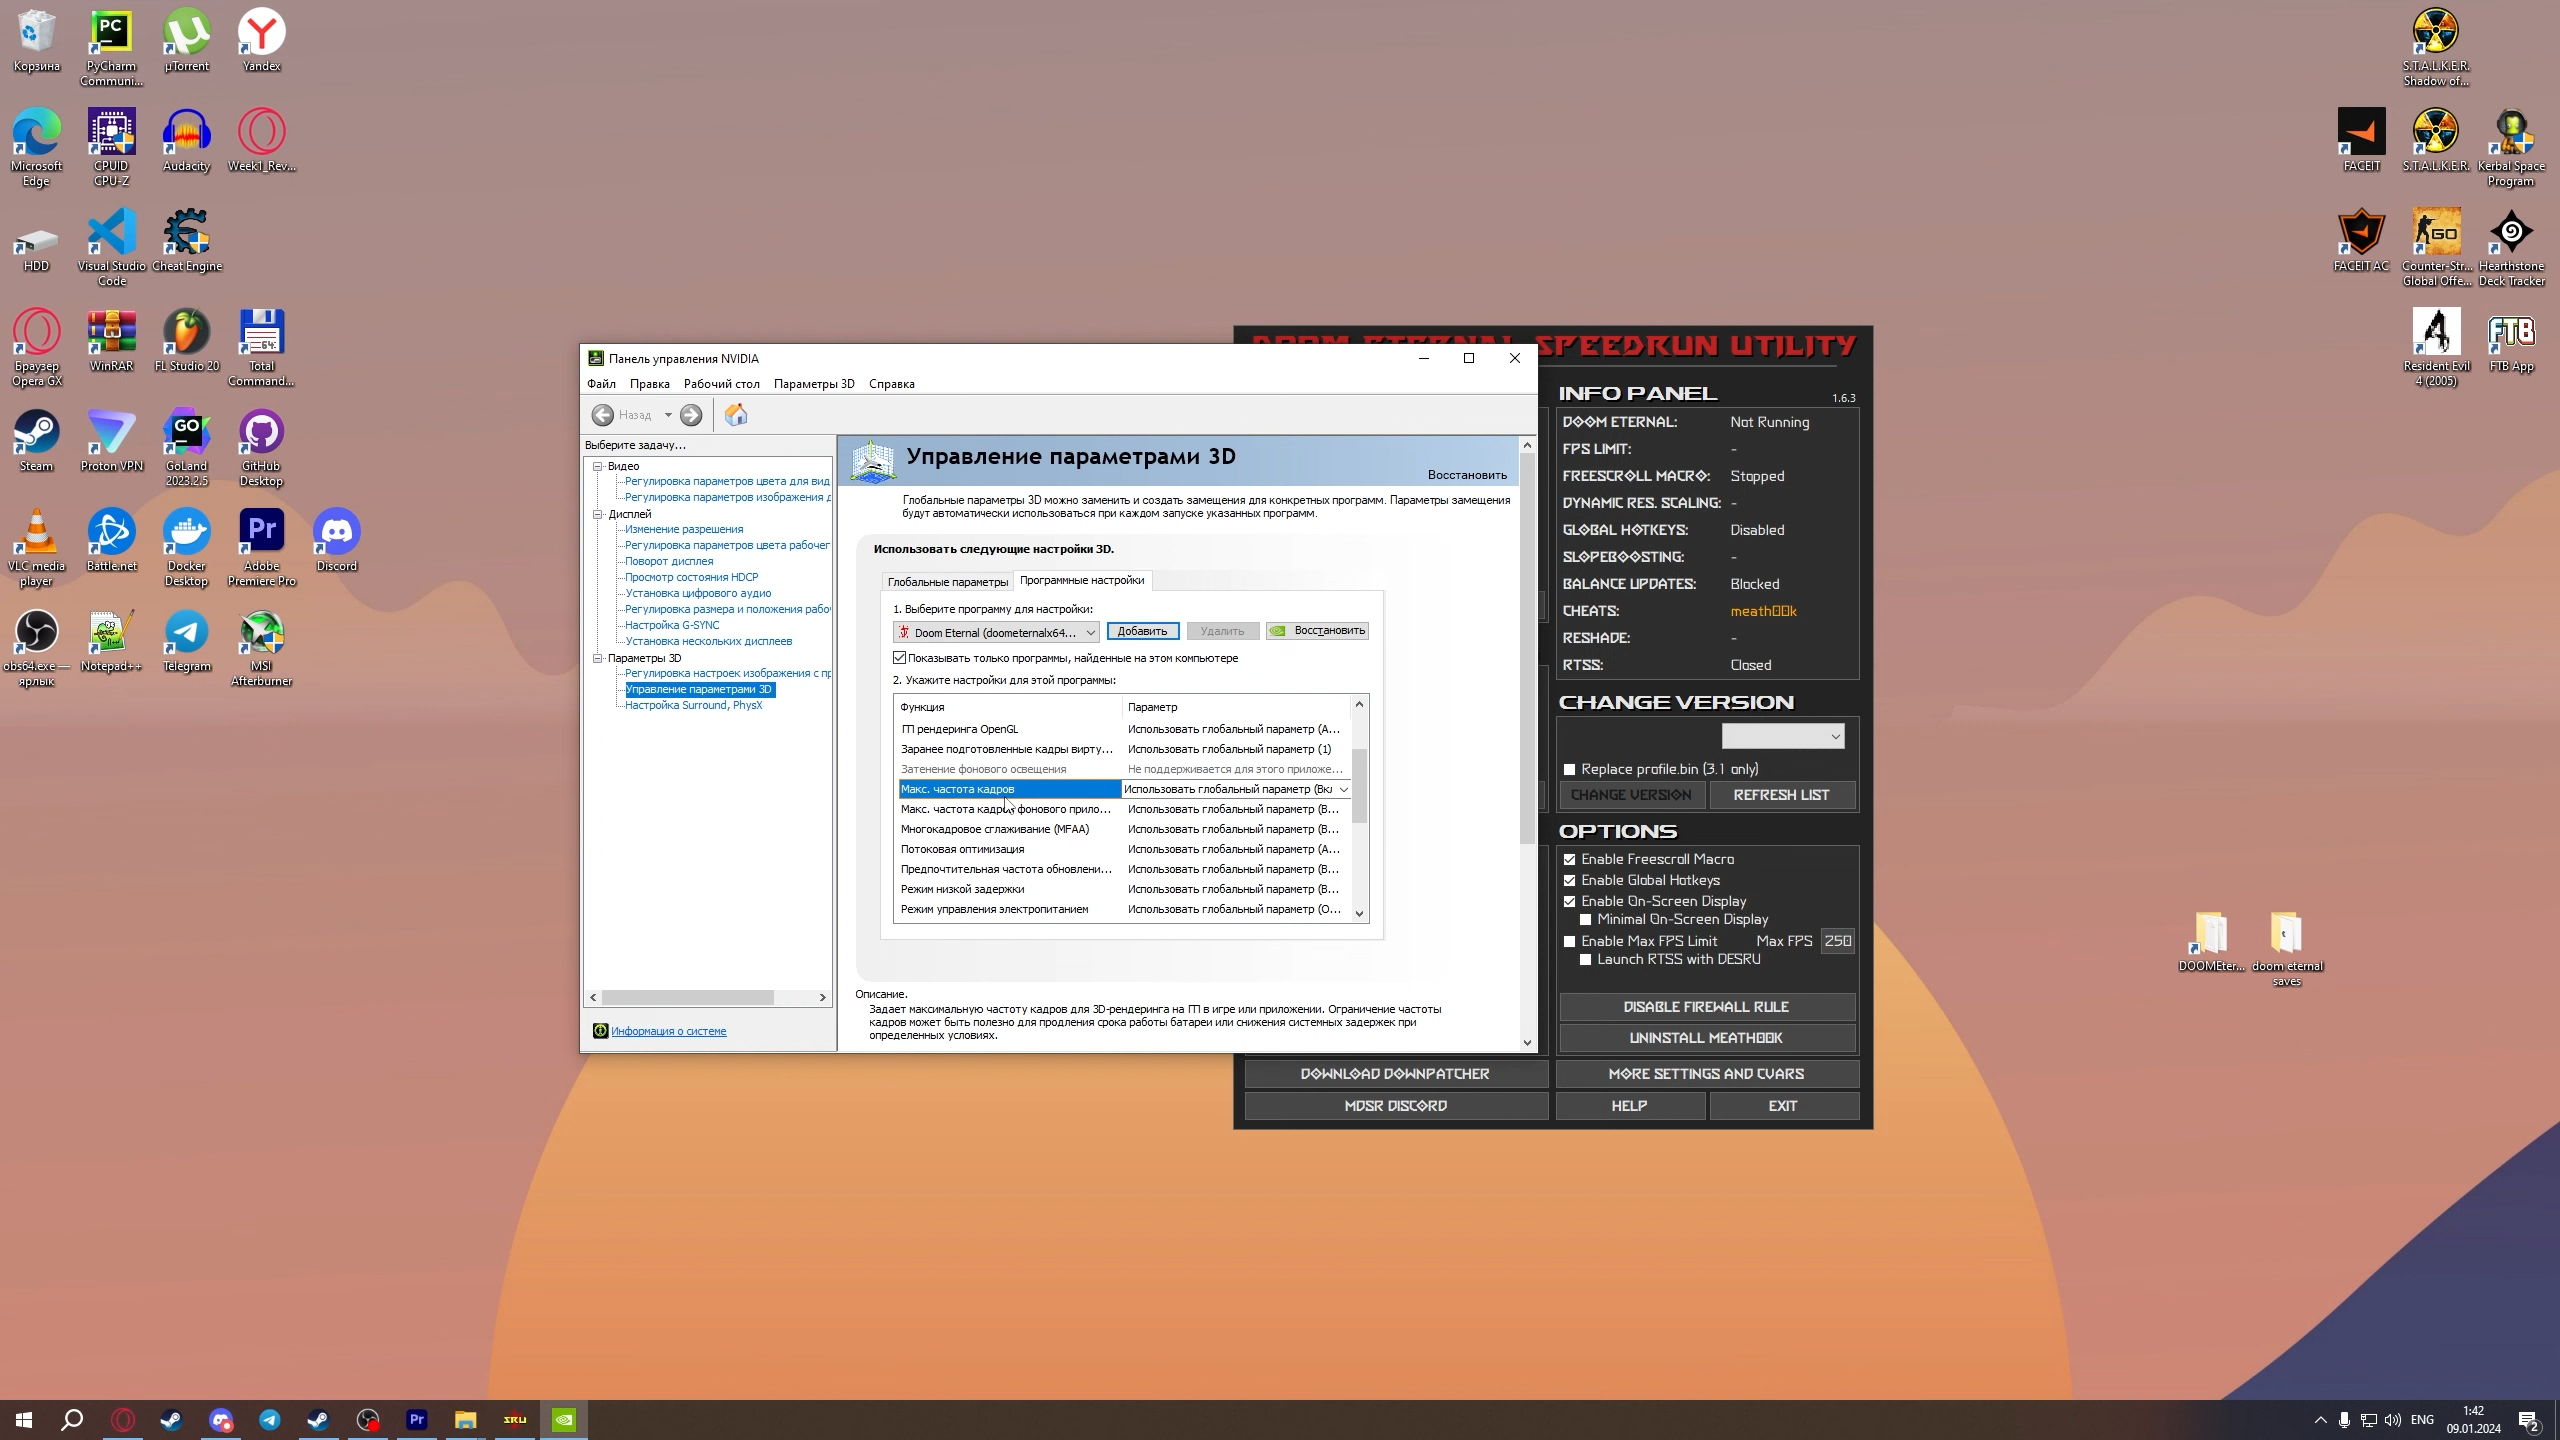 Корзина
PyCharm
Communi...
µTorrent
Yandex
Microsoft
Edge
CPUID
CPU-Z
Audacity
Week1_Rev...
HDD
Visual Studio
Code
Cheat Engine
Браузер
Opera GX
WinRAR
FL Studio 20
Total
Command...
Steam
Proton VPN
GoLand
2023.2.5
GitHub
Desktop
VLC media
player
Battle.net
Docker
Desktop
Adobe
Premiere Pro
Discord
obs64.exe —
ярлык
Notepad++
Telegram
MSI
Afterburner
S.T.A.L.K.E.R.
Shadow of...
FACEIT
S.T.A.L.K.E.R.
Kerbal Space
Program
FACEIT AC
Counter-Str...
Global Offe...
Hearthstone
Deck Tracker
Resident Evil
4 (2005)
FTB App
DOOMEter...
doom eternal
saves
Панель управления NVIDIA
Файл Правка Рабочий стол Параметры 3D Справка
Назад
Выберите задачу...
Видео
Регулировка параметров цвета для вид
Регулировка параметров изображения д
Дисплей
Изменение разрешения
Регулировка параметров цвета рабочег
Поворот дисплея
Просмотр состояния HDCP
Установка цифрового аудио
Регулировка размера и положения рабоч
Настройка G-SYNC
Установка нескольких дисплеев
Параметры 3D
Регулировка настроек изображения с пр
Управление параметрами 3D
Настройка Surround, PhysX
Информация о системе
Управление параметрами 3D
Восстановить
Глобальные параметры 3D можно заменить и создать замещения для конкретных программ. Параметры замещения
будут автоматически использоваться при каждом запуске указанных программ.
Использовать следующие настройки 3D.
Глобальные параметры Программные настройки
1. Выберите программу для настройки:
Doom Eternal (doometernalx64... Добавить Удалить Восстановить
Показывать только программы, найденные на этом компьютере
2. Укажите настройки для этой программы:
Функция Параметр
ГП рендеринга OpenGL Использовать глобальный параметр (А...
Заранее подготовленные кадры вирту... Использовать глобальный параметр (1)
Затенение фонового освещения Не поддерживается для этого приложе...
Макс. частота кадров Использовать глобальный параметр (Вкл
Макс. частота кадров фонового прило... Использовать глобальный параметр (В...
Многокадровое сглаживание (MFAA) Использовать глобальный параметр (В...
Потоковая оптимизация Использовать глобальный параметр (А...
Предпочтительная частота обновлени... Использовать глобальный параметр (В...
Режим низкой задержки Использовать глобальный параметр (В...
Режим управления электропитанием Использовать глобальный параметр (О...
Описание.
Задает максимальную частоту кадров для 3D-рендеринга на ГП в игре или приложении. Ограничение частоты
кадров может быть полезно для продления срока работы батареи или снижения системных задержек при
определенных условиях.
DOOM ETERNAL SPEEDRUN UTILITY
INFO PANEL
1.6.3
DOOM ETERNAL: Not Running
FPS LIMIT: -
FREESCROLL MACRO: Stopped
DYNAMIC RES. SCALING: -
GLOBAL HOTKEYS: Disabled
SLOPEBOOSTING: -
BALANCE UPDATES: Blocked
CHEATS: meath00k
RESHADE: -
RTSS: Closed
CHANGE VERSION
Replace profile.bin (3.1 only)
CHANGE VERSION REFRESH LIST
OPTIONS
Enable Freescroll Macro
Enable Global Hotkeys
Enable On-Screen Display
Minimal On-Screen Display
Enable Max FPS Limit Max FPS 250
Launch RTSS with DESRU
DISABLE FIREWALL RULE
UNINSTALL MEATHOOK
DOWNLOAD DOWNPATCHER MORE SETTINGS AND CVARS
MDSR DISCORD HELP EXIT
SRU
ENG
1:42
09.01.2024
2